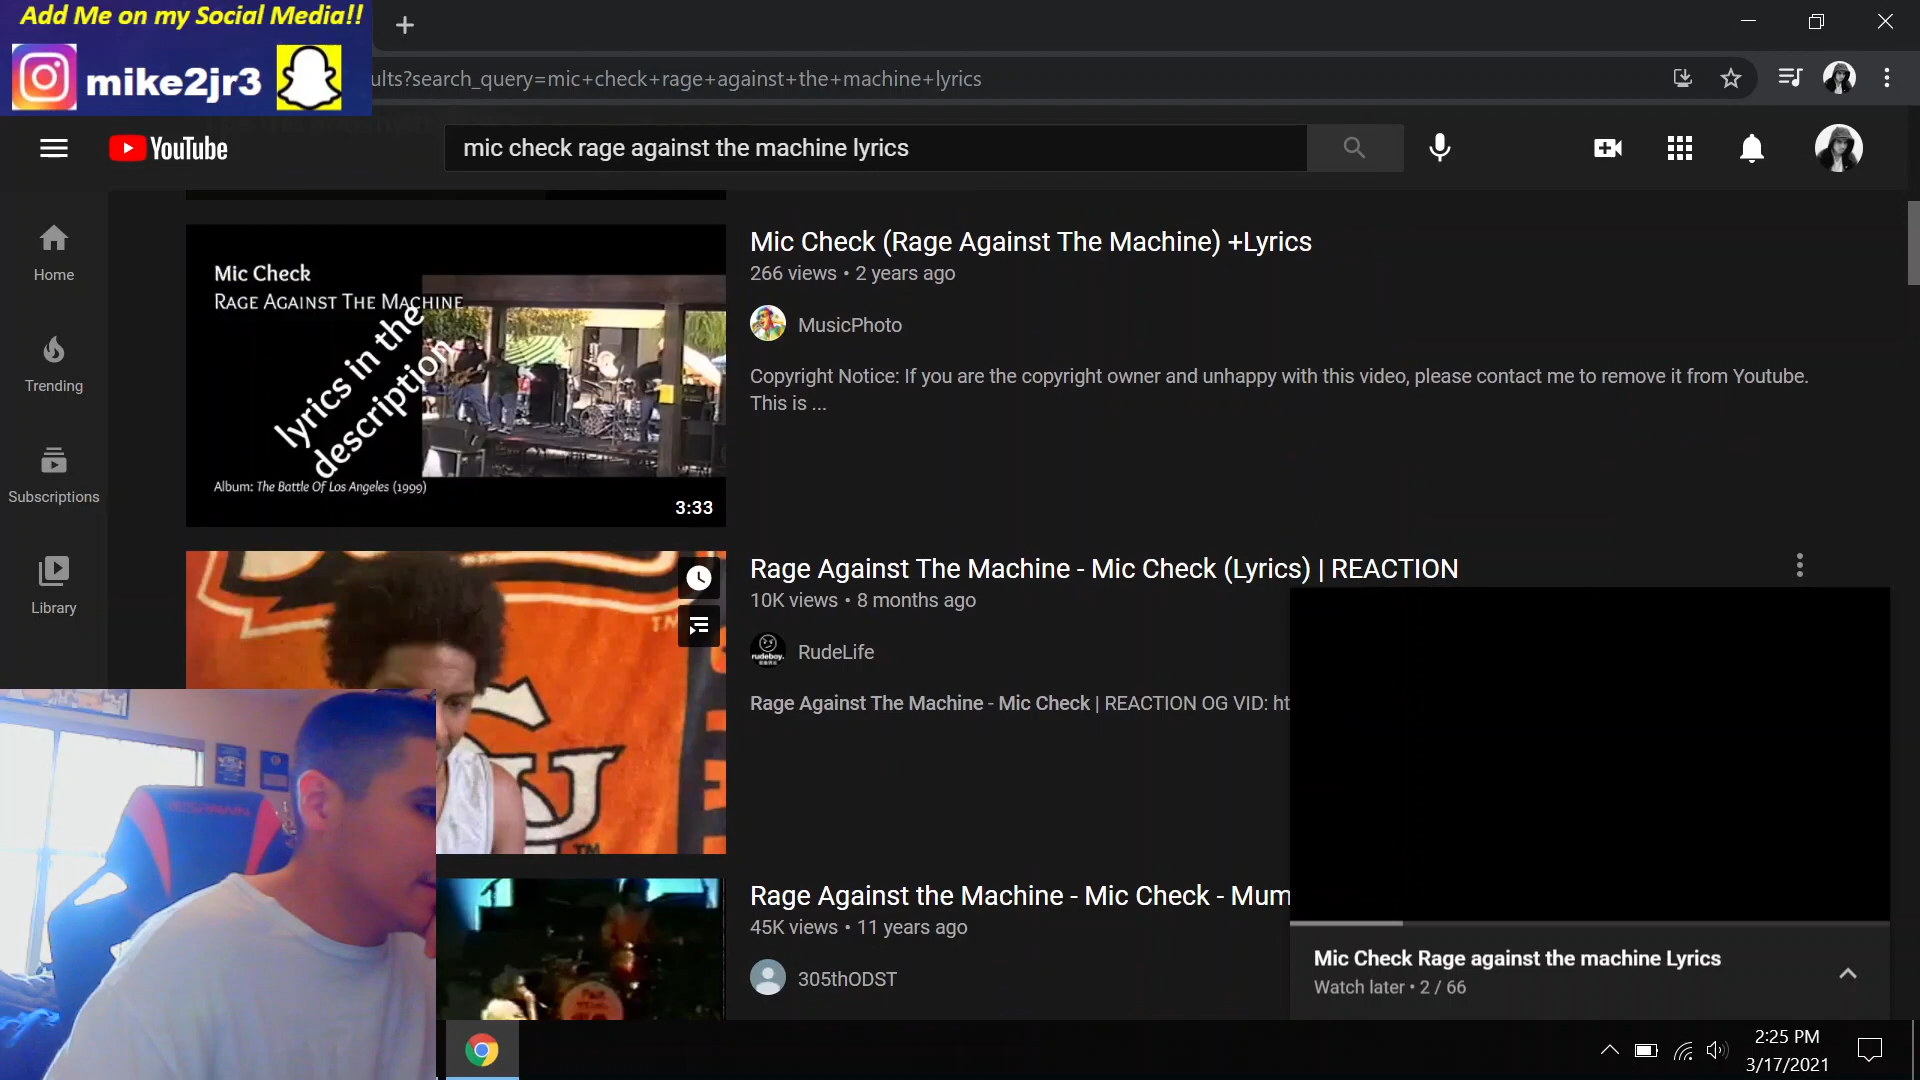 Add Me on my Social Media!!
mike2jr3
ults?search_query=mic+check+rage+against+the+machine+lyrics
YouTube
mic check rage against the machine lyrics
Home
Trending
Subscriptions
Library
Mic Check
RAGE AGAINST THE MACHINE
lyrics in the
description
Album: The Battle Of Los Angeles (1999)
3:33
Mic Check (Rage Against The Machine) +Lyrics
266 views • 2 years ago
MusicPhoto
Copyright Notice: If you are the copyright owner and unhappy with this video, please contact me to remove it from Youtube.
This is ...
TM
TM
Rage Against The Machine - Mic Check (Lyrics) | REACTION
10K views • 8 months ago
rudeboy.
RudeLife
Rage Against The Machine - Mic Check | REACTION OG VID: ht
Rage Against the Machine - Mic Check - Mum
45K views • 11 years ago
305thODST
Mic Check Rage against the machine Lyrics
Watch later • 2 / 66
2:25 PM
3/17/2021